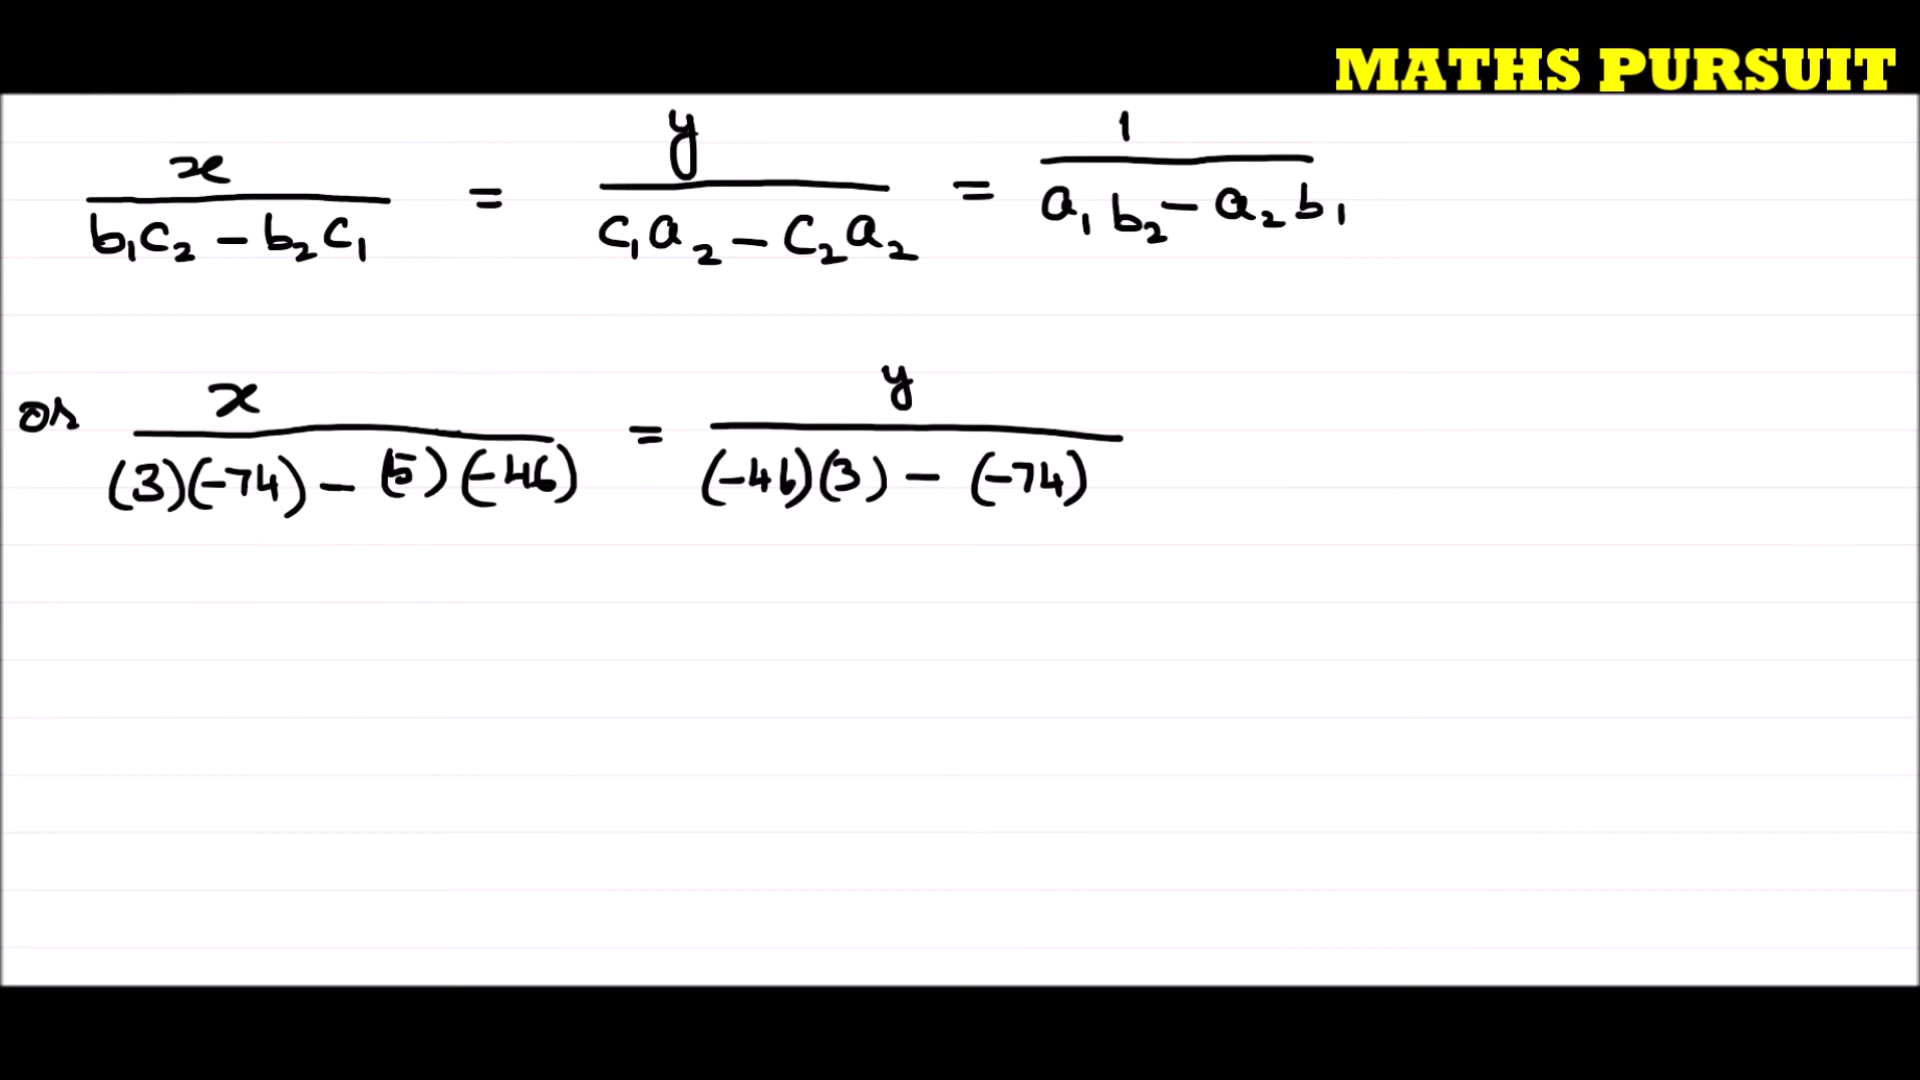 MATHS PURSUIT
x/(b₁c₂ - b₂c₁) = y/(c₁a₂ - c₂a₂) = 1/(a₁b₂ - a₂b₁)
or x/((3)(-74) - (5)(-46)) = y/((-46)(3) - (-74))